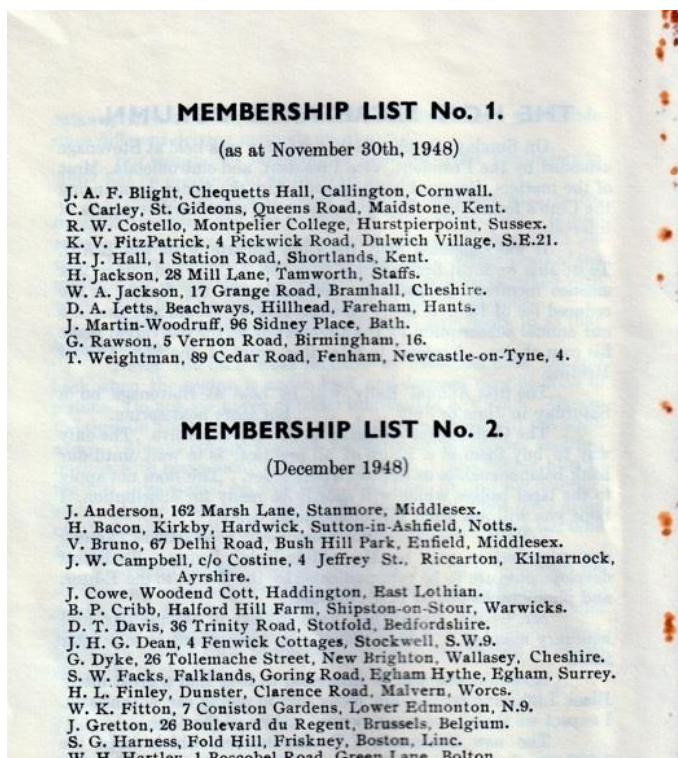 MEMBERSHIP LIST No. 1.
(as at November 30th, 1948)
J. A. F. Blight, Chequetts Hall, Callington, Cornwall.
C. Carley, St. Gideons, Queens Road, Maidstone, Kent.
R. W. Costello, Montpelier College, Hurstpierpoint, Sussex.
K. V. FitzPatrick, 4 Pickwick Road, Dulwich Village, S.E.21.
H. J. Hall, 1 Station Road, Shortlands, Kent.
H. Jackson, 28 Mill Lane, Tamworth, Staffs.
W. A. Jackson, 17 Grange Road, Bramhall, Cheshire.
D. A. Letts, Beachways, Hillhead, Fareham, Hants.
J. Martin-Woodruff, 96 Sidney Place, Bath.
G. Rawson, 5 Vernon Road, Birmingham, 16.
T. Weightman, 89 Cedar Road, Fenham, Newcastle-on-Tyne, 4.
MEMBERSHIP LIST No. 2.
(December 1948)
J. Anderson, 162 Marsh Lane, Stanmore, Middlesex.
H. Bacon, Kirkby, Hardwick, Sutton-in-Ashfield, Notts.
V. Bruno, 67 Delhi Road, Bush Hill Park, Enfield, Middlesex.
J. W. Campbell, c/o Costine, 4 Jeffrey St., Riccarton, Kilmarnock,
Ayrshire.
J. Cowe, Woodend Cott, Haddington, East Lothian.
B. P. Cribb, Halford Hill Farm, Shipston-on-Stour, Warwicks.
D. T. Davis, 36 Trinity Road, Stotfold, Bedfordshire.
J. H. G. Dean, 4 Fenwick Cottages, Stockwell, S.W.9.
G. Dyke, 26 Tollemache Street, New Brighton, Wallasey, Cheshire.
S. W. Facks, Falklands, Goring Road, Egham Hythe, Egham, Surrey.
H. L. Finley, Dunster, Clarence Road, Malvern, Worcs.
W. K. Fitton, 7 Coniston Gardens, Lower Edmonton, N.9.
J. Gretton, 26 Boulevard du Regent, Brussels, Belgium.
S. G. Harness, Fold Hill, Friskney, Boston, Linc.
W. H. Hartley, 1 Boscobel Road, Green Lane, Bolton.